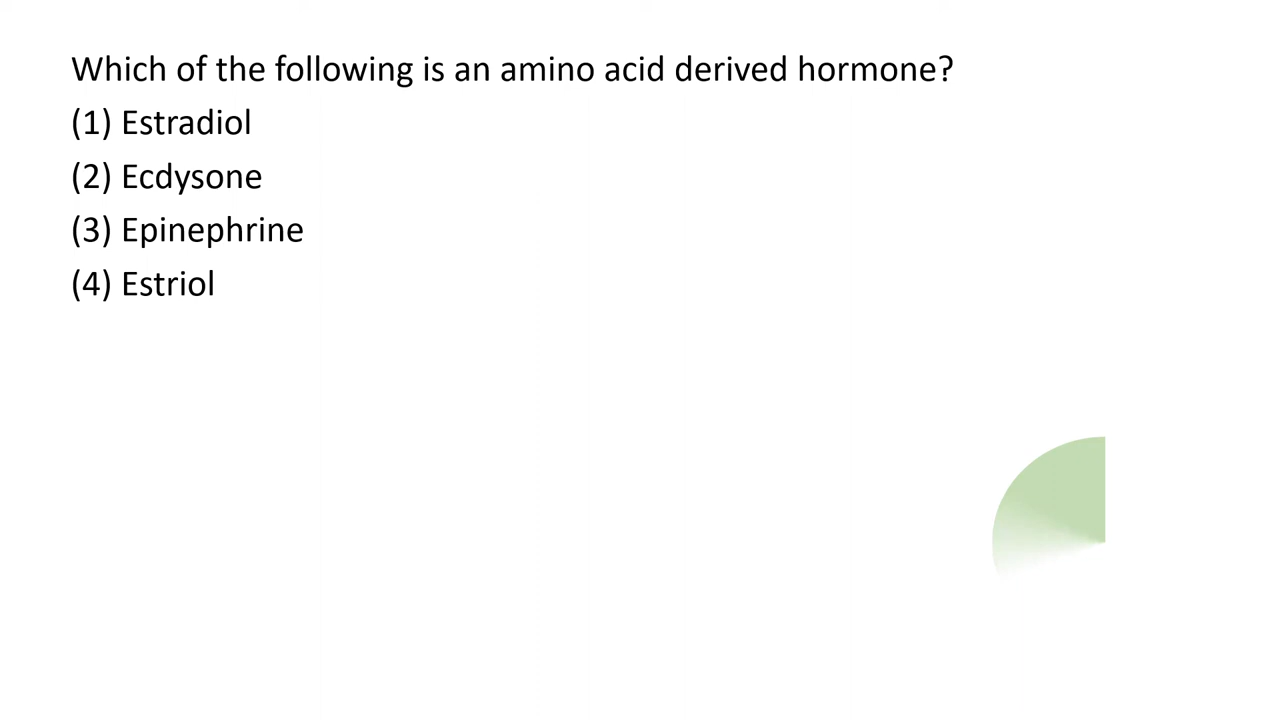 Which of the following is an amino acid derived hormone?
(1) Estradiol
(2) Ecdysone
(3) Epinephrine
(4) Estriol